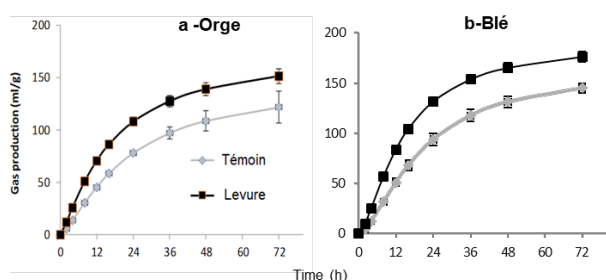 a -Orge
Gas production (ml/g)
200
150
100
50
0
0 12 24 36 48 60 72
Témoin
Levure
b-Blé
200
150
100
50
0
0 12 24 36 48 60 72
Time (h)